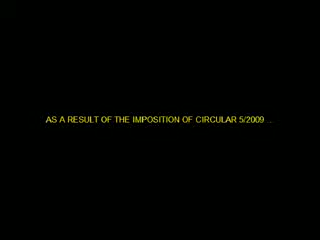 AS A RESULT OF THE IMPOSITION OF CIRCULAR 5/2009 ...